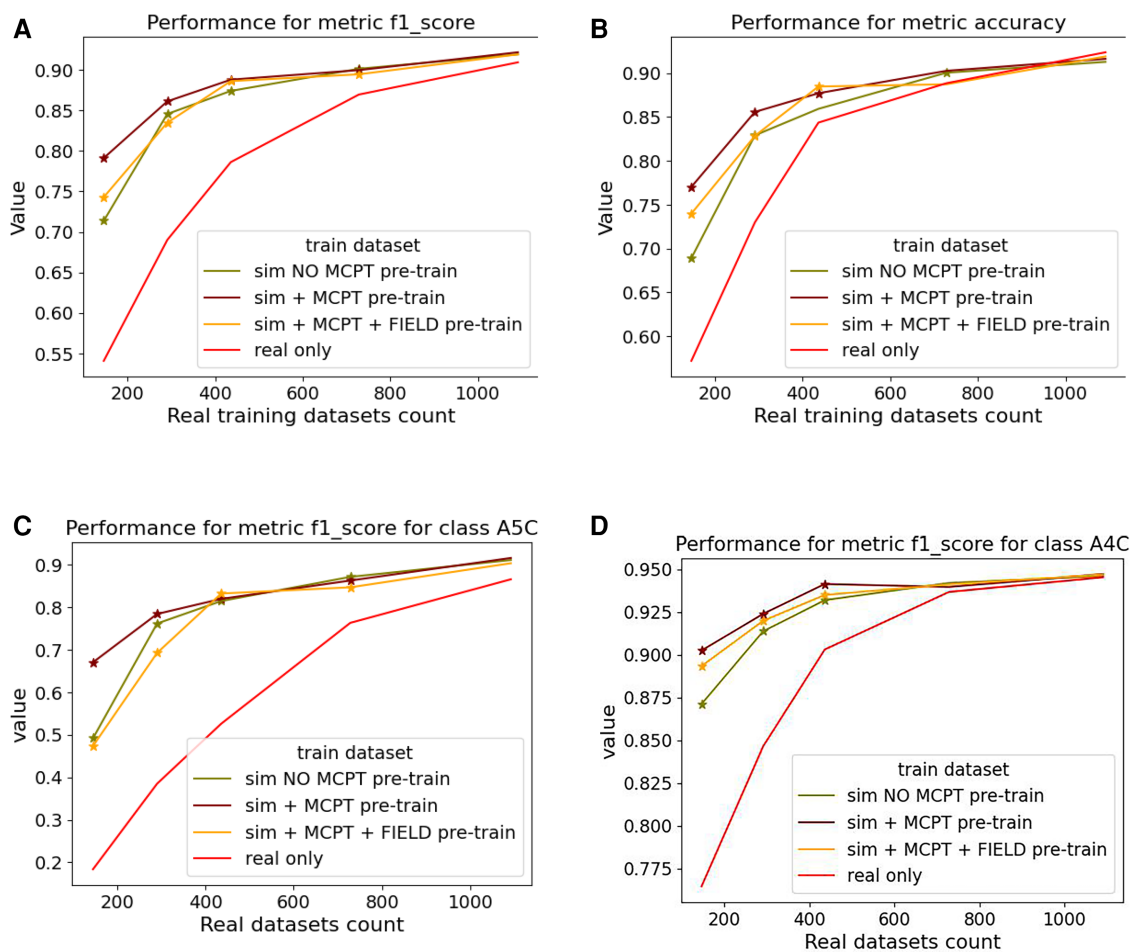 A
Performance for metric f1_score
0.90
0.85
0.80
0.75
0.70
0.65
0.60
0.55
Value
train dataset
sim NO MCPT pre-train
sim + MCPT pre-train
sim + MCPT + FIELD pre-train
real only
200 400 600 800 1000
Real training datasets count
B
Performance for metric accuracy
0.90
0.85
0.80
0.75
0.70
0.65
0.60
Value
train dataset
sim NO MCPT pre-train
sim + MCPT pre-train
sim + MCPT + FIELD pre-train
real only
200 400 600 800 1000
Real training datasets count
C
Performance for metric f1_score for class A5C
0.9
0.8
0.7
0.6
0.5
0.4
0.3
0.2
value
train dataset
sim NO MCPT pre-train
sim + MCPT pre-train
sim + MCPT + FIELD pre-train
real only
200 400 600 800 1000
Real datasets count
D
Performance for metric f1_score for class A4C
0.950
0.925
0.900
0.875
0.850
0.825
0.800
0.775
value
train dataset
sim NO MCPT pre-train
sim + MCPT pre-train
sim + MCPT + FIELD pre-train
real only
200 400 600 800 1000
Real datasets count